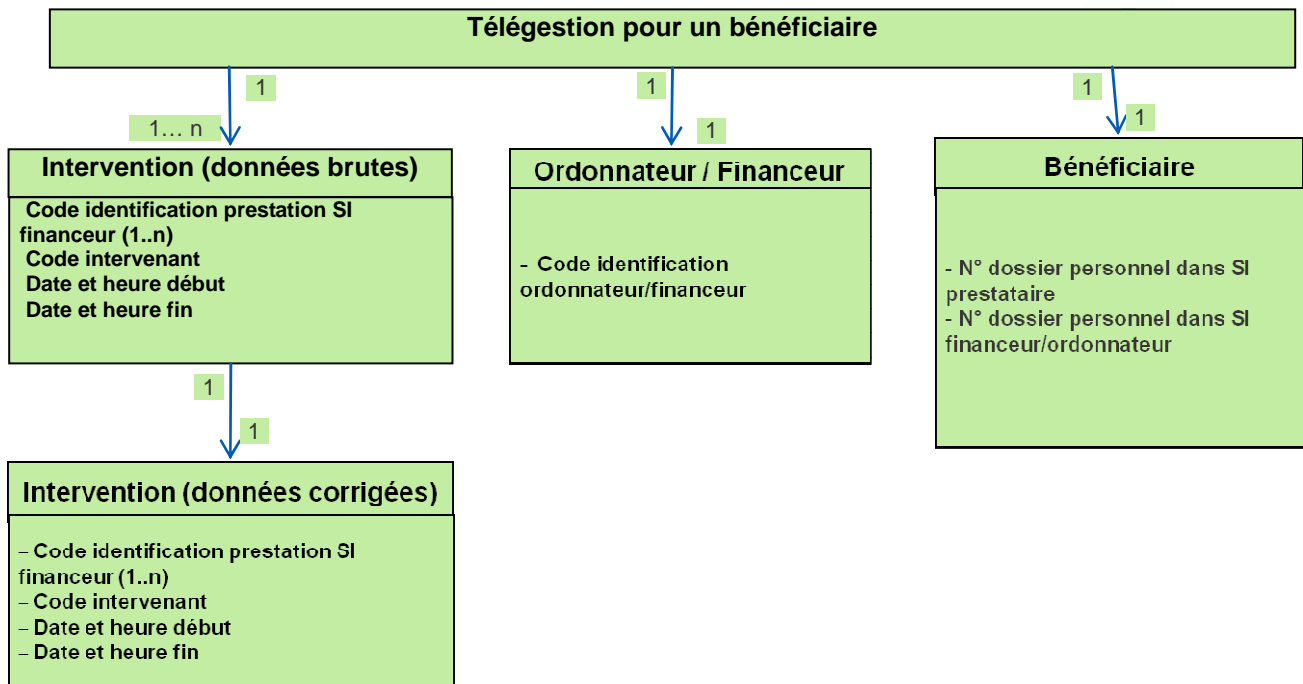 Télégestion pour un bénéficiaire
1
1
1
1… n
1
1
Intervention (données brutes)
Code identification prestation SI
financeur (1..n)
Code intervenant
Date et heure début
Date et heure fin
Ordonnateur / Financeur
- Code identification
ordonnateur/financeur
Bénéficiaire
- N° dossier personnel dans SI
prestataire
- N° dossier personnel dans SI
financeur/ordonnateur
1
1
Intervention (données corrigées)
– Code identification prestation SI
financeur (1..n)
– Code intervenant
– Date et heure début
– Date et heure fin